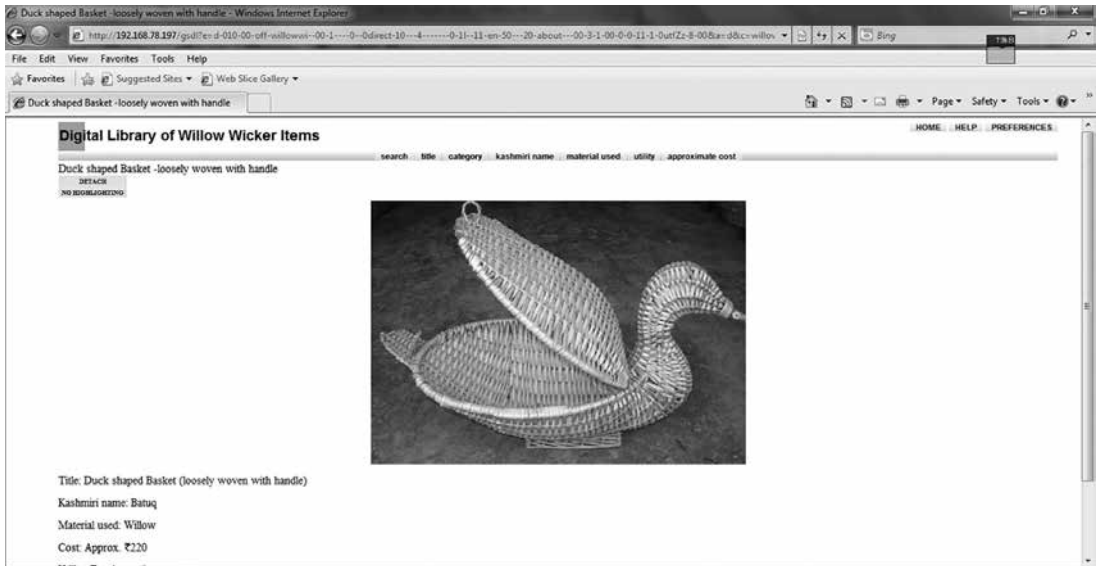 Duck shaped Basket -loosely woven with handle - Windows Internet Explorer
Bing
File Edit View Favorites Tools Help
Favorites Suggested Sites Web Slice Gallery
Duck shaped Basket -loosely woven with handle
Page Safety Tools
HOME HELP PREFERENCES
Digital Library of Willow Wicker Items
search title category kashmiri name material used utility approximate cost
Duck shaped Basket -loosely woven with handle
DETACH
NO HIGHLIGHTING
Title: Duck shaped Basket (loosely woven with handle)
Kashmiri name: Batuq
Material used: Willow
Cost: Approx. ₹220